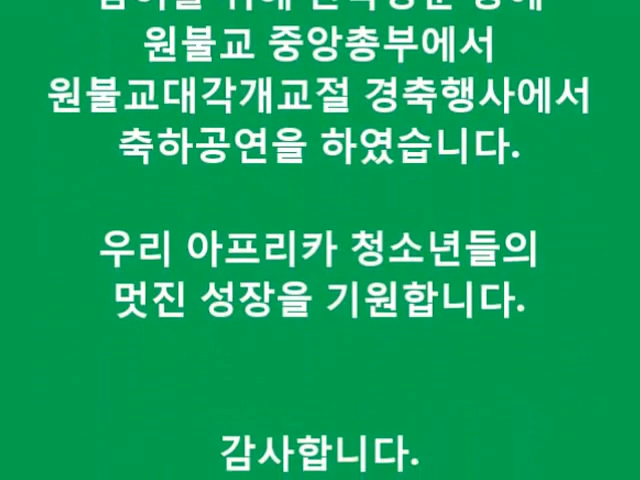 원불교 중앙총부에서
원불교대각개교절 경축행사에서
축하공연을 하였습니다.
우리 아프리카 청소년들의
멋진 성장을 기원합니다.
감사합니다.